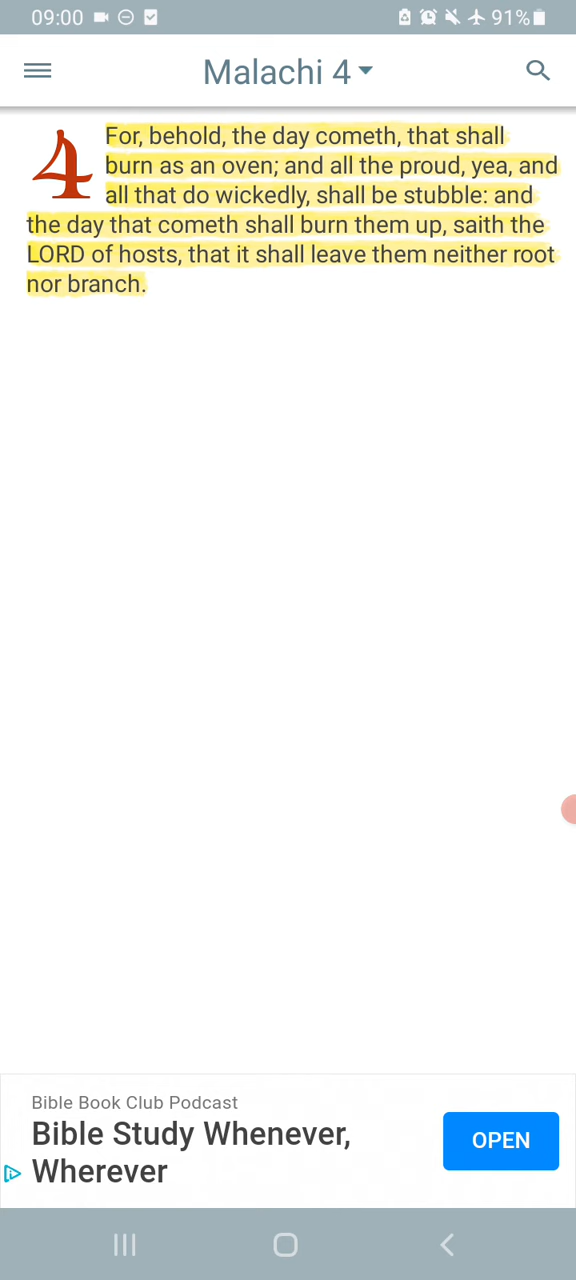 09:00
91%
Malachi 4
4 For, behold, the day cometh, that shall
burn as an oven; and all the proud, yea, and
all that do wickedly, shall be stubble: and
the day that cometh shall burn them up, saith the
LORD of hosts, that it shall leave them neither root
nor branch.
Bible Book Club Podcast
Bible Study Whenever,
Wherever
OPEN